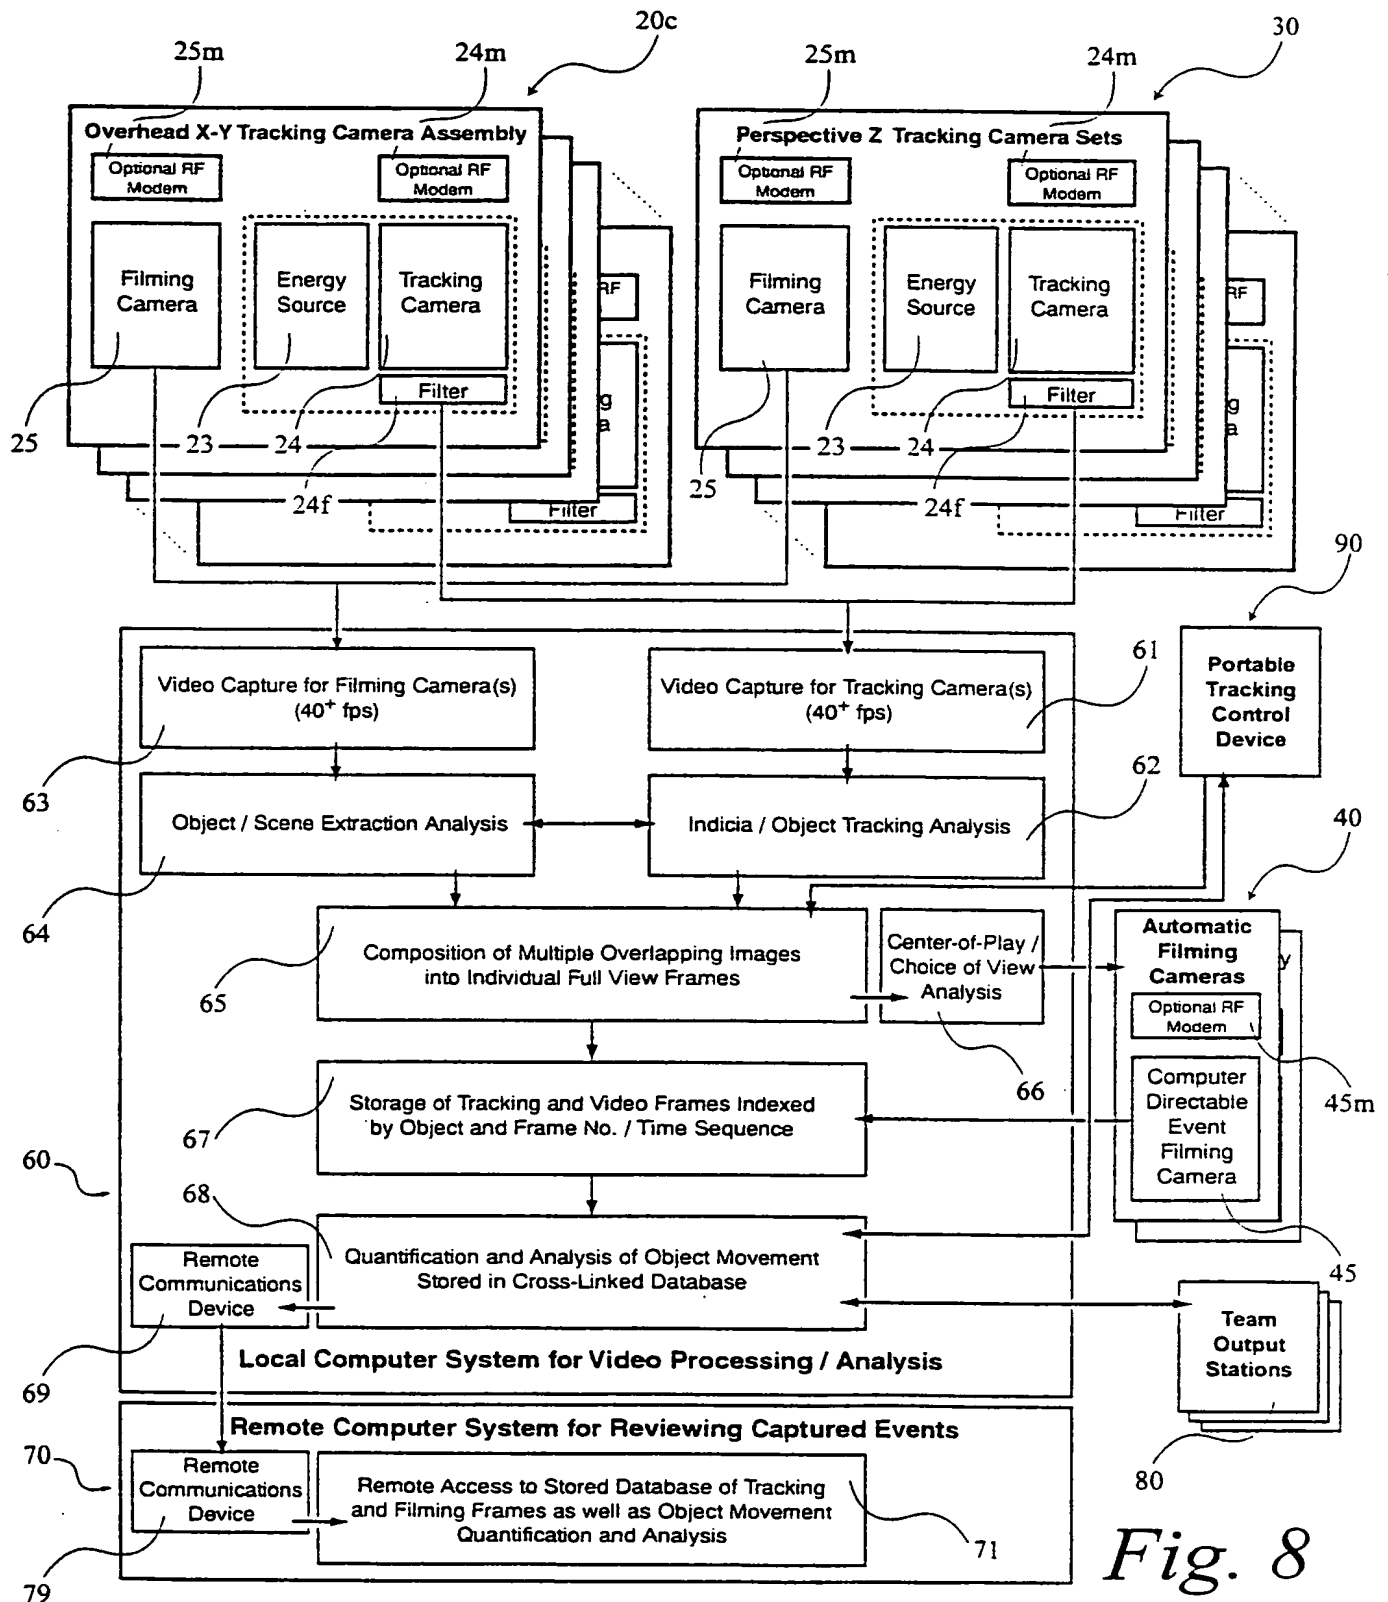 20c
30
25m
24m
25m
24m
Overhead X-Y Tracking Camera Assembly
Optional RF
Modem
Optional RF
Modem
Filming
Camera
Energy
Source
Tracking
Camera
Filter
RF
g
a
Filter
25
23
24
24f
Perspective Z Tracking Camera Sets
Optional RF
Modem
Optional RF
Modem
Filming
Camera
Energy
Source
Tracking
Camera
Filter
RF
g
a
Filter
25
23
24
24f
90
Portable
Tracking
Control
Device
61
Video Capture for Filming Camera(s)
(40+ fps)
Video Capture for Tracking Camera(s)
(40+ fps)
63
62
Object / Scene Extraction Analysis
Indicia / Object Tracking Analysis
64
40
Composition of Multiple Overlapping Images
into Individual Full View Frames
65
Center-of-Play /
Choice of View
Analysis
66
Automatic
Filming
Cameras
y
Optional RF
Modem
45m
Computer
Directable
Event
Filming
Camera
45
Storage of Tracking and Video Frames Indexed
by Object and Frame No. / Time Sequence
67
60
68
Quantification and Analysis of Object Movement
Stored in Cross-Linked Database
Remote
Communications
Device
69
Team
Output
Stations
80
Local Computer System for Video Processing / Analysis
Remote Computer System for Reviewing Captured Events
70
Remote
Communications
Device
79
Remote Access to Stored Database of Tracking
and Filming Frames as well as Object Movement
Quantification and Analysis
71
Fig. 8